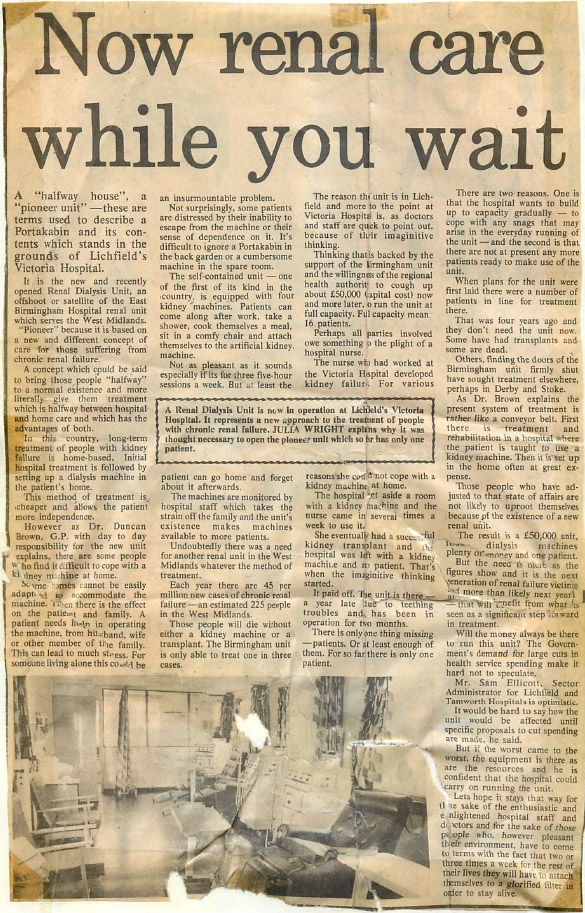 Now renal care
while you wait
A "halfway house", a
"pioneer unit" — these are
terms used to describe a
Portakabin and its con-
tents which stands in the
grounds of Lichfield's
Victoria Hospital.
It is the new and recently
opened Renal Dialysis Unit, an
offshoot or satellite of the East
Birmingham Hospital renal unit
which serves the West Midlands.
"Pioneer" because it is based on
a new and different concept of
care for those suffering from
chronic renal failure.
A concept which could be said
to bring those people "halfway"
to a normal existence and more
literally give them treatment
which is halfway between hospital
and home care and which has the
advantages of both.
In this country, long-term
treatment of people with kidney
failure is home-based. Initial
hospital treatment is followed by
setting up a dialysis machine in
the patient's home.
This method of treatment is
cheaper and allows the patient
more independence.
However as Dr. Duncan
Brown, G.P. with day to day
responsibility for the new unit
explains, there are some people
who find it difficult to cope with a
kidney machine at home.
Some homes cannot be easily
adapted accommodate the
machine. Then there is the effect
on the patient and family. A
patient needs help in operating
the machine, from husband, wife
or other member of the family.
This can lead to much stress. For
someone living alone this could be
an insurmountable problem.
Not surprisingly, some patients
are distressed by their inability to
escape from the machine or their
sense of dependence on it. It's
difficult to ignore a Portakabin in
the back garden or a cumbersome
machine in the spare room.
The self-contained unit — one
of the first of its kind in the
country, is equipped with four
kidney machines. Patients can
come along after work, take a
shower, cook themselves a meal,
sit in a comfy chair and attach
themselves to the artificial kidney
machine.
Not as pleasant as it sounds
especially if its for three five-hour
sessions a week. But at least the
patient can go home and forget
about it afterwards.
The machines are monitored by
hospital staff which takes the
strain off the family and the unit's
existence makes machines
available to more patients.
Undoubtedly there was a need
for another renal unit in the West
Midlands whatever the method of
treatment.
Each year there are 45 per
million new cases of chronic renal
failure — an estimated 225 people
in the West Midlands.
Those people will die without
either a kidney machine or a
transplant. The Birmingham unit
is only able to treat one in three
cases.
The reason the unit is in Lich-
field and more to the point at
Victoria Hospital is, as doctors
and staff are quick to point out,
because of their imaginative
thinking.
Thinking that is backed by the
support of the Birmingham unit
and the willingness of the regional
health authority to cough up
about £50,000 (capital cost) now
and more later, to run the unit at
full capacity. Full capacity mean
16 patients.
Perhaps all parties involved
owe something to the plight of a
hospital nurse.
The nurse who had worked at
the Victoria Hospital developed
kidney failure. For various
reasons she could not cope with a
kidney machine at home.
The hospital set aside a room
with a kidney machine and the
nurse came in several times a
week to use it.
She eventually had a successful
kidney transplant and the
hospital was left with a kidney
machine and no patient. That's
when the imaginative thinking
started.
It paid off. The unit is there —
a year late due to teething
troubles and, has been in
operation for two months.
There is only one thing missing
— patients. Or at least enough of
them. For so far there is only one
patient.
A Renal Dialysis Unit is now in operation at Lichfield's Victoria
Hospital. It represents a new approach to the treatment of people
with chronic renal failure. JULIA WRIGHT explains why it was
thought necessary to open the pioneer unit which so far has only one
patient.
There are two reasons. One is
that the hospital wants to build
up to capacity gradually — to
cope with any snags that may
arise in the everyday running of
the unit — and the second is that
there are not at present any more
patients ready to make use of the
unit.
When plans for the unit were
first laid there were a number of
patients in line for treatment
there.
That was four years ago and
they don't need the unit now.
Some have had transplants and
some are dead.
Others, finding the doors of the
Birmingham unit firmly shut
have sought treatment elsewhere,
perhaps in Derby and Stoke.
As Dr. Brown explains the
present system of treatment is
rather like a conveyor belt. First
there is treatment and
rehabilitation in a hospital where
the patient is taught to use a
kidney machine. Then it is set up
in the home often at great ex-
pense.
Those people who have ad-
justed to that state of affairs are
not likely to uproot themselves
because of the existence of a new
renal unit.
The result is a £50,000 unit,
dialysis machines
plenty of money and one patient.
But the need is there as the
figures show and it is the next
generation of renal failure victims
and more than likely next year's
— that will benefit from what is
seen as a significant step forward
in treatment.
Will the money always be there
to run this unit? The Govern-
ment's demand for large cuts in
health service spending make it
hard not to speculate.
Mr. Sam Ellicott, Sector
Administrator for Lichfield and
Tamworth Hospitals is optimistic.
It would be hard to say how the
unit would be affected until
specific proposals to cut spending
are made, he said.
But if the worst came to the
worst, the equipment is there as
are the resources and he is
confident that the hospital could
carry on running the unit.
Lets hope it stays that way for
the sake of the enthusiastic and
enlightened hospital staff and
doctors and for the sake of those
people who, however pleasant
their environment, have to come
to terms with the fact that two or
three times a week for the rest of
their lives they will have to attach
themselves to a glorified filter in
order to stay alive.